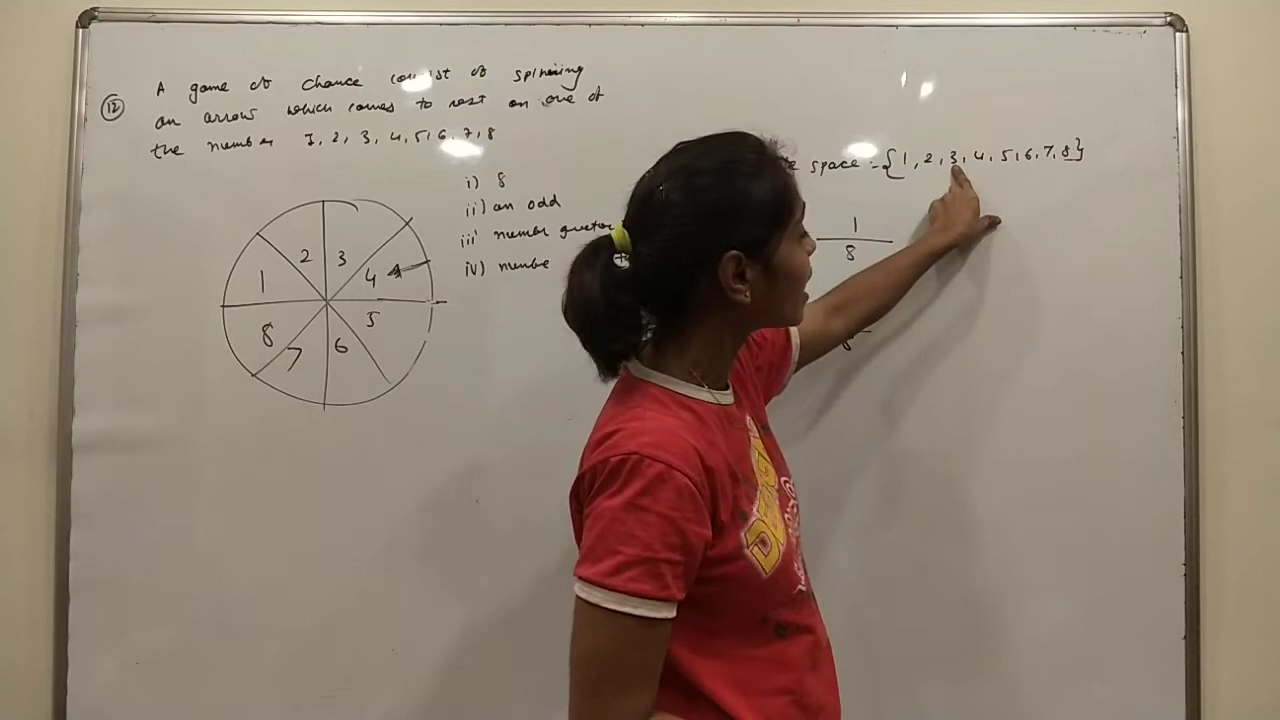 12 A game of chance consist of spinning
an arrow which comes to rest on one of
the number 1, 2, 3, 4, 5, 6, 7, 8
i) 8
ii) an odd
iii) number
iv) numbe
1 2 3 4 5 6 7 8
space :- {1, 2, 3, 4, 5, 6, 7, 8}
1
8